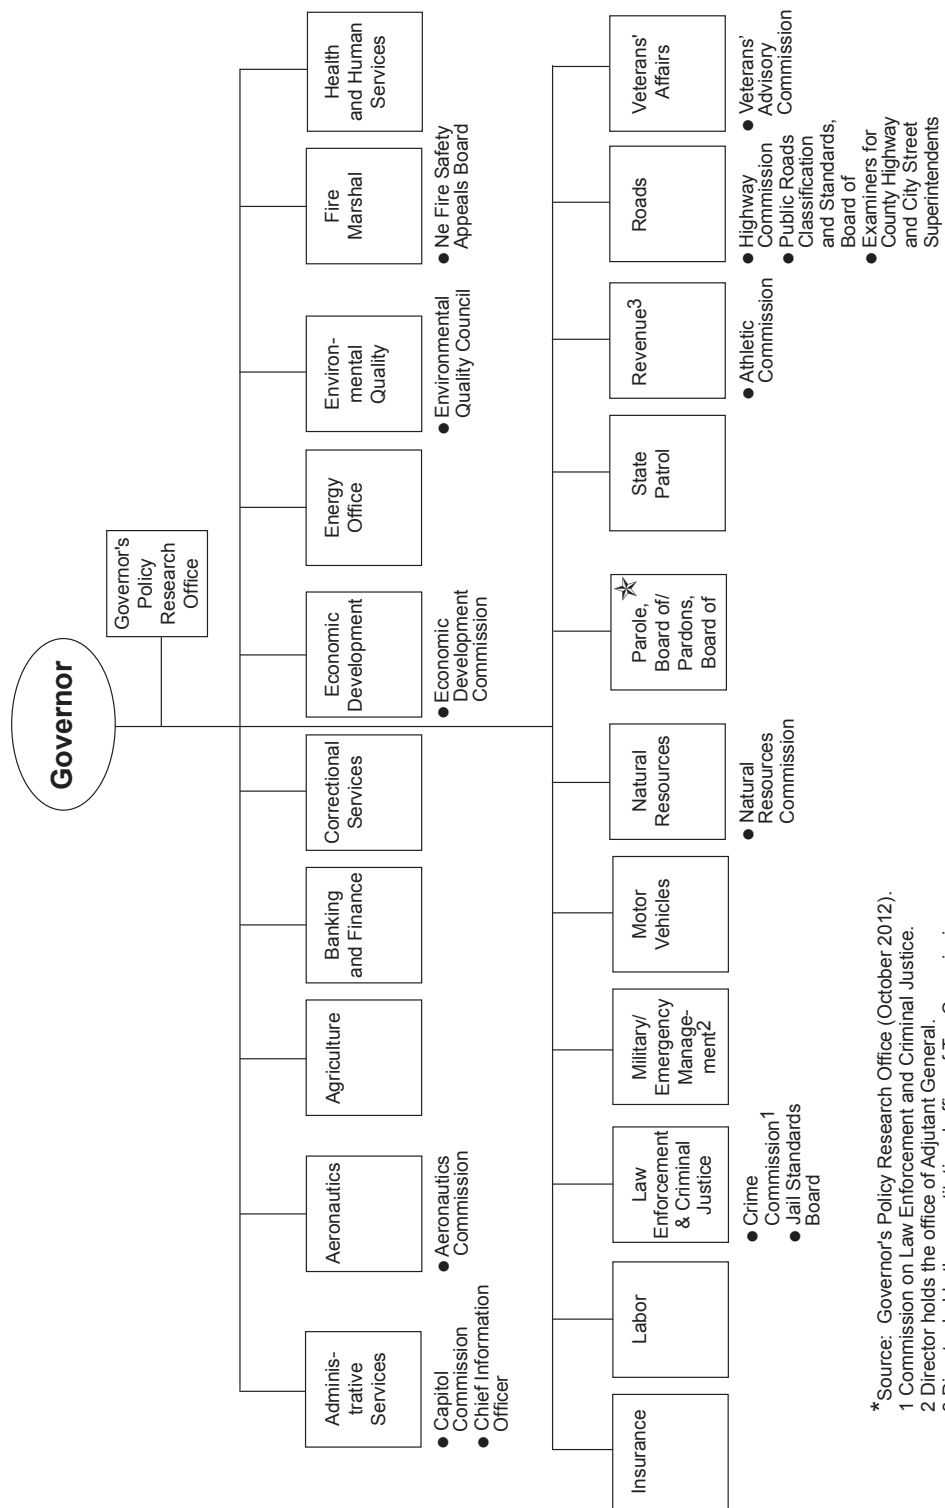 Governor
Governor's
Policy
Research
Office
Adminis-
trative
Services
● Capitol
Commission
● Chief Information
Officer
Aeronautics
● Aeronautics
Commission
Agriculture
Banking
and Finance
Correctional
Services
Economic
Development
● Economic
Development
Commission
Energy
Office
Environ-
mental
Quality
● Environmental
Quality Council
Fire
Marshal
● Ne Fire Safety
Appeals Board
Health
and Human
Services
Insurance
Labor
Law
Enforcement
& Criminal
Justice
● Crime
Commission1
● Jail Standards
Board
Military/
Emergency
Manage-
ment2
Motor
Vehicles
Natural
Resources
● Natural
Resources
Commission
Parole,
Board of/
Pardons,
Board of
State
Patrol
Revenue3
● Athletic
Commission
Roads
● Highway
Commission
● Public Roads
Classification
and Standards,
Board of
● Examiners for
County Highway
and City Street
Superintendents
Veterans'
Affairs
● Veterans'
Advisory
Commission
*Source: Governor's Policy Research Office (October 2012).
1 Commission on Law Enforcement and Criminal Justice.
2 Director holds the office of Adjutant General.